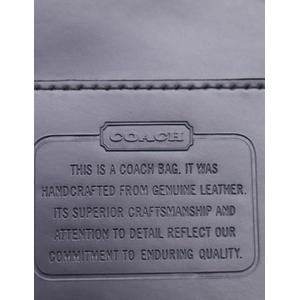 COACH
THIS IS A COACH BAG. IT WAS
HANDCRAFTED FROM GENUINE LEATHER.
ITS SUPERIOR CRAFTSMANSHIP AND
ATTENTION TO DETAIL REFLECT OUR
COMMITMENT TO ENDURING QUALITY.